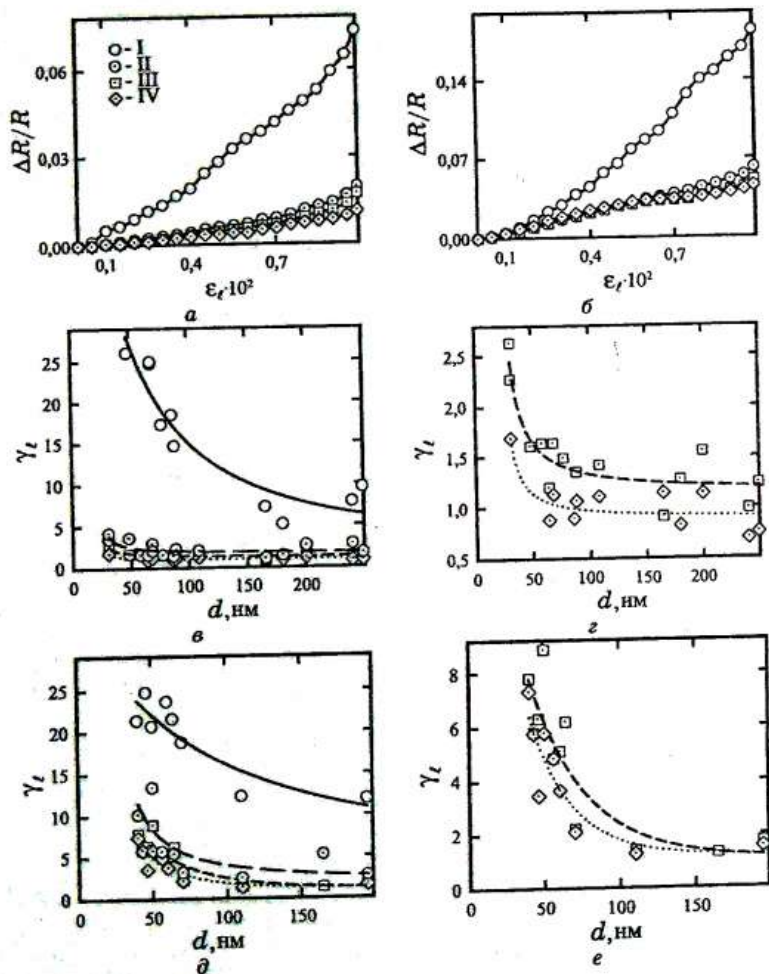 ΔR/R
0,06
0,03
0,00
○ - I
⊙ - II
⊡ - III
◇ - IV
0,1 0,4 0,7
ε_ℓ·10²
а
ΔR/R
0,14
0,07
0,00
0,1 0,4 0,7
ε_ℓ·10²
б
γ_ℓ
25
20
15
10
5
0
0 50 100 150 200
d, нм
в
γ_ℓ
2,5
2,0
1,5
1,0
0,5
0 50 100 150 200
d, нм
г
γ_ℓ
25
20
15
10
5
0
0 50 100 150
d, нм
д
γ_ℓ
8
6
4
2
0
0 50 100 150
d, нм
е